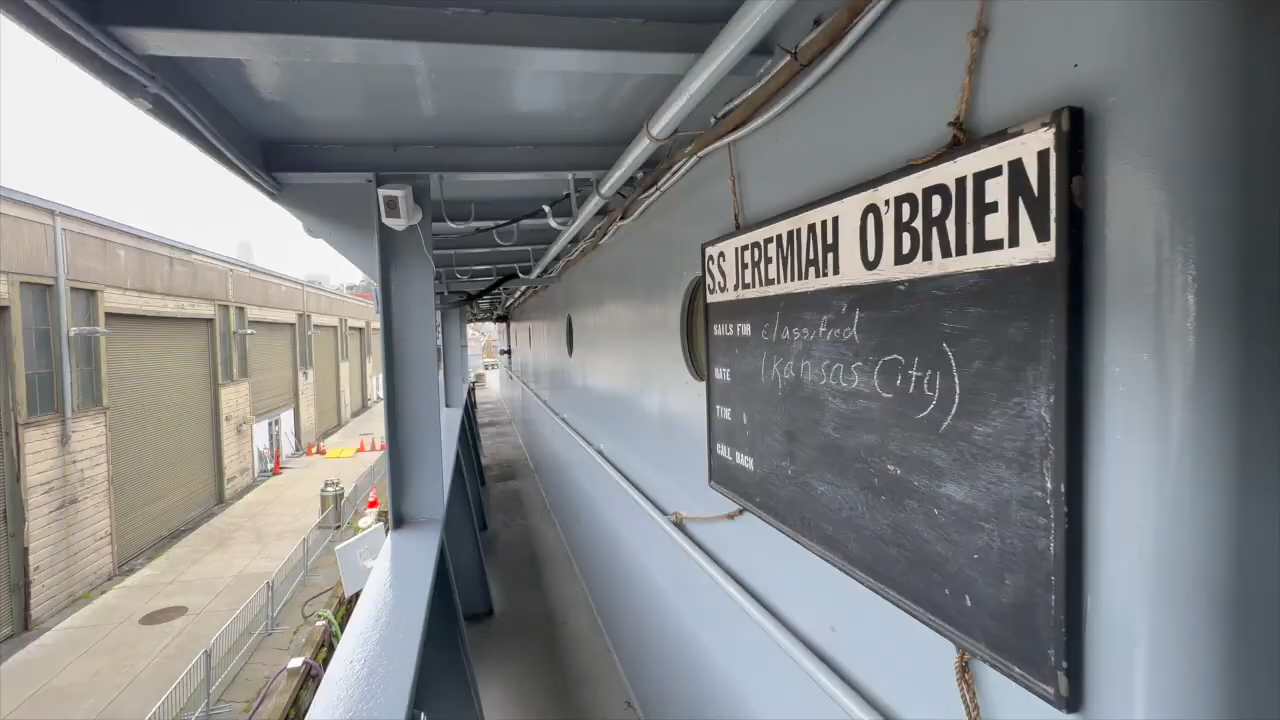 S.S. JEREMIAH O'BRIEN
SAILS FOR classified
DATE (Kansas City)
TIME
CALL BACK